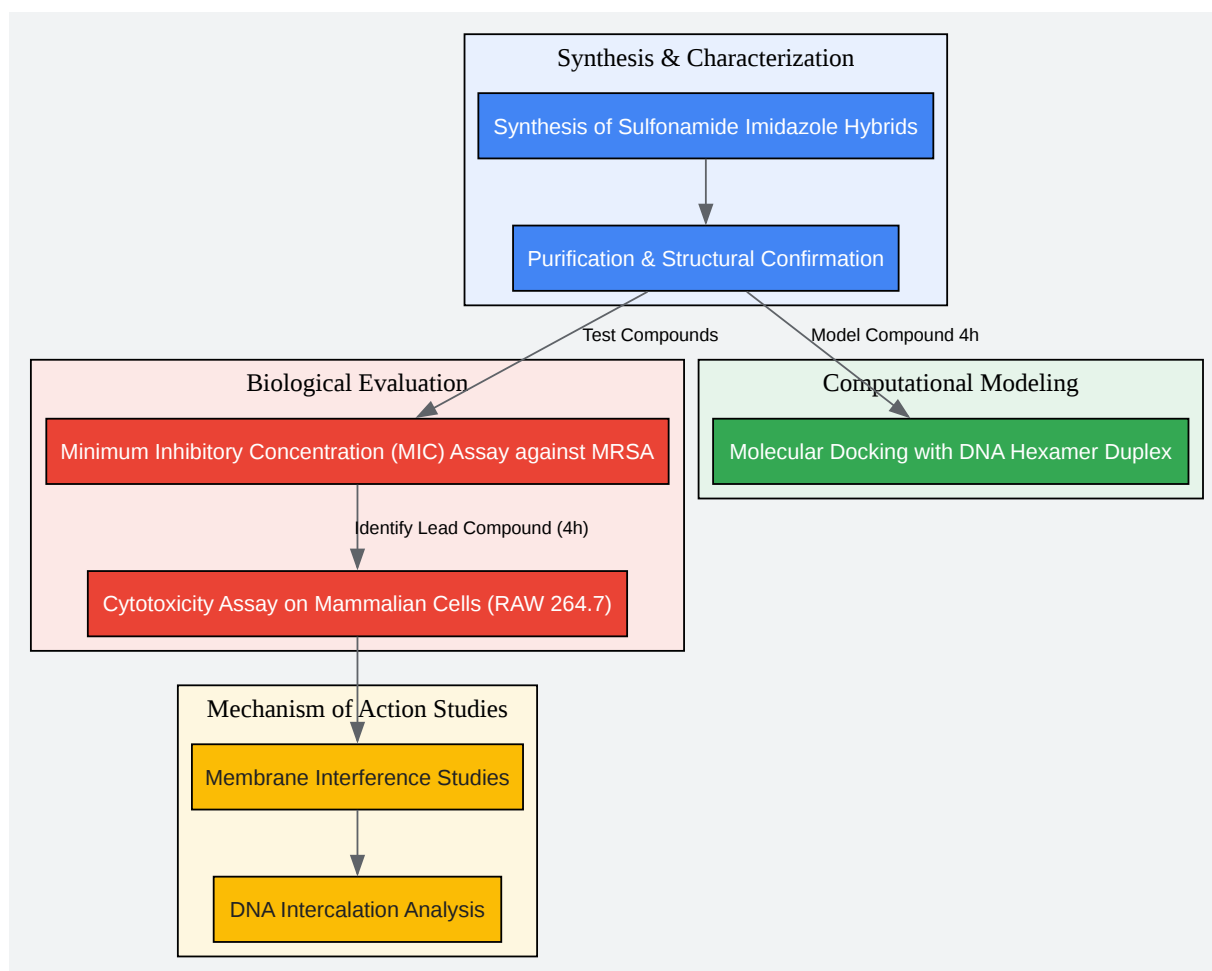 Synthesis & Characterization
Synthesis of Sulfonamide Imidazole Hybrids
Purification & Structural Confirmation
Test Compounds
Model Compound 4h
Biological Evaluation
Computational Modeling
Minimum Inhibitory Concentration (MIC) Assay against MRSA
Molecular Docking with DNA Hexamer Duplex
Identify Lead Compound (4h)
Cytotoxicity Assay on Mammalian Cells (RAW 264.7)
Mechanism of Action Studies
Membrane Interference Studies
DNA Intercalation Analysis